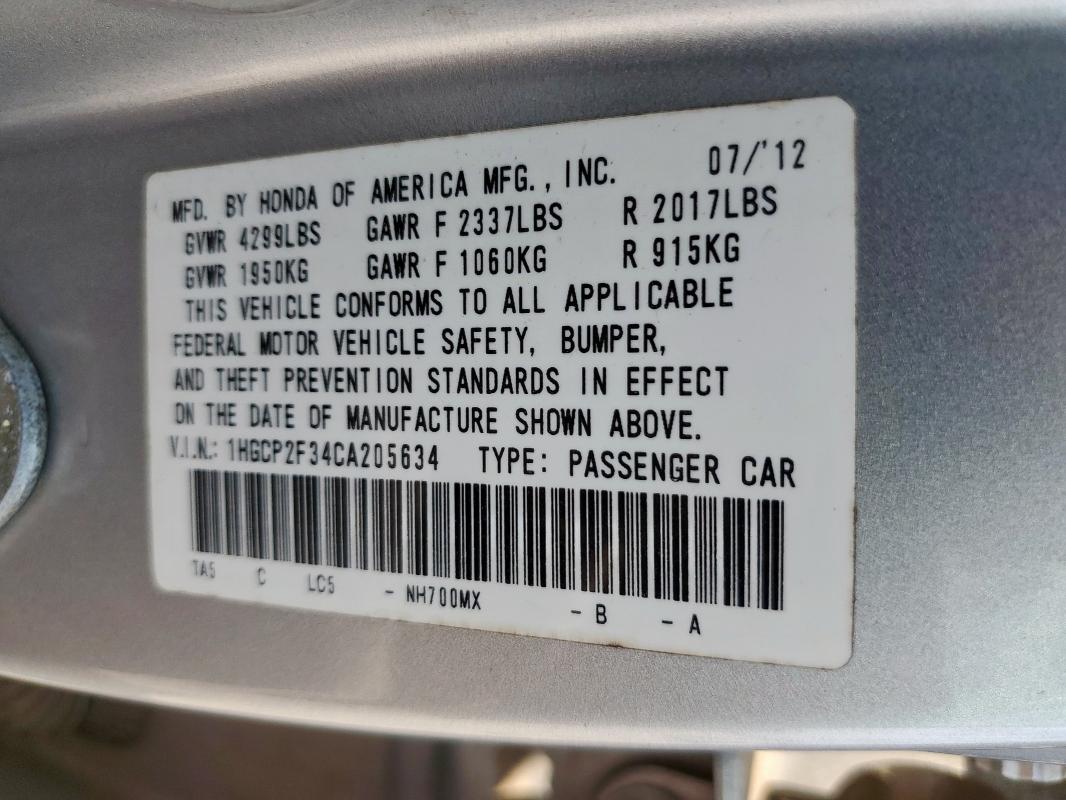 MFD. BY HONDA OF AMERICA MFG., INC. 07/'12
GVWR 4299LBS GAWR F 2337LBS R 2017LBS
GVWR 1950KG GAWR F 1060KG R 915KG
THIS VEHICLE CONFORMS TO ALL APPLICABLE
FEDERAL MOTOR VEHICLE SAFETY, BUMPER,
AND THEFT PREVENTION STANDARDS IN EFFECT
ON THE DATE OF MANUFACTURE SHOWN ABOVE.
V.I.N.: 1HGCP2F34CA205634 TYPE: PASSENGER CAR
TA5 C LC5 - NH700MX - B - A